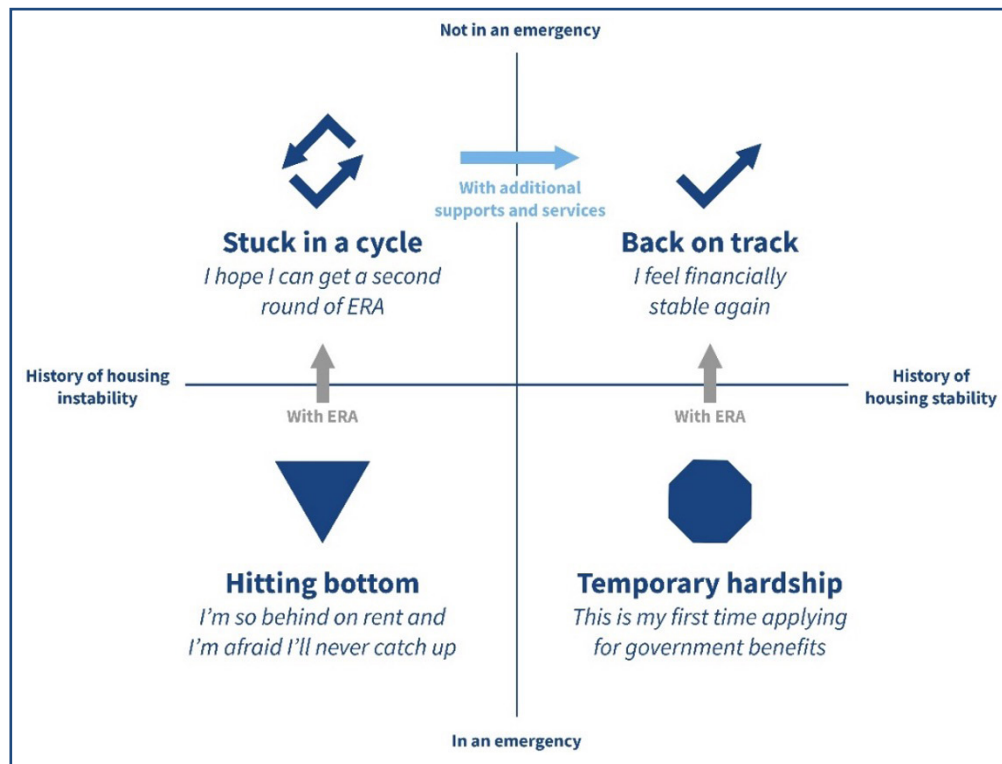 Not in an emergency
With additional
supports and services
Stuck in a cycle
I hope I can get a second
round of ERA
Back on track
I feel financially
stable again
History of housing
instability
History of
housing stability
With ERA
With ERA
Hitting bottom
I'm so behind on rent and
I'm afraid I'll never catch up
Temporary hardship
This is my first time applying
for government benefits
In an emergency